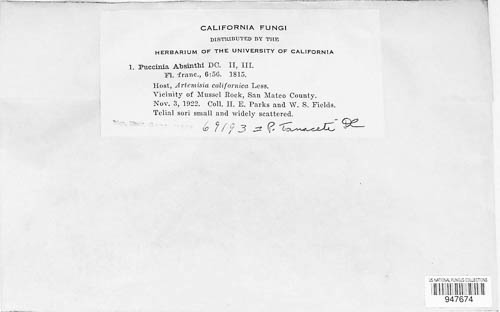 CALIFORNIA FUNGI
DISTRIBUTED BY THE
HERBARIUM OF THE UNIVERSITY OF CALIFORNIA
1. Puccinia Absinthi DC. II, III.
Fl. franc., 6:56. 1815.
Host, Artemisia californica Less.
Vicinity of Mussel Rock, San Mateo County.
Nov. 3, 1922. Coll. H. E. Parks and W. S. Fields.
Telial sori small and widely scattered.
69193 = P. Tanaceti DC
US NATIONAL FUNGUS COLLECTIONS
947674